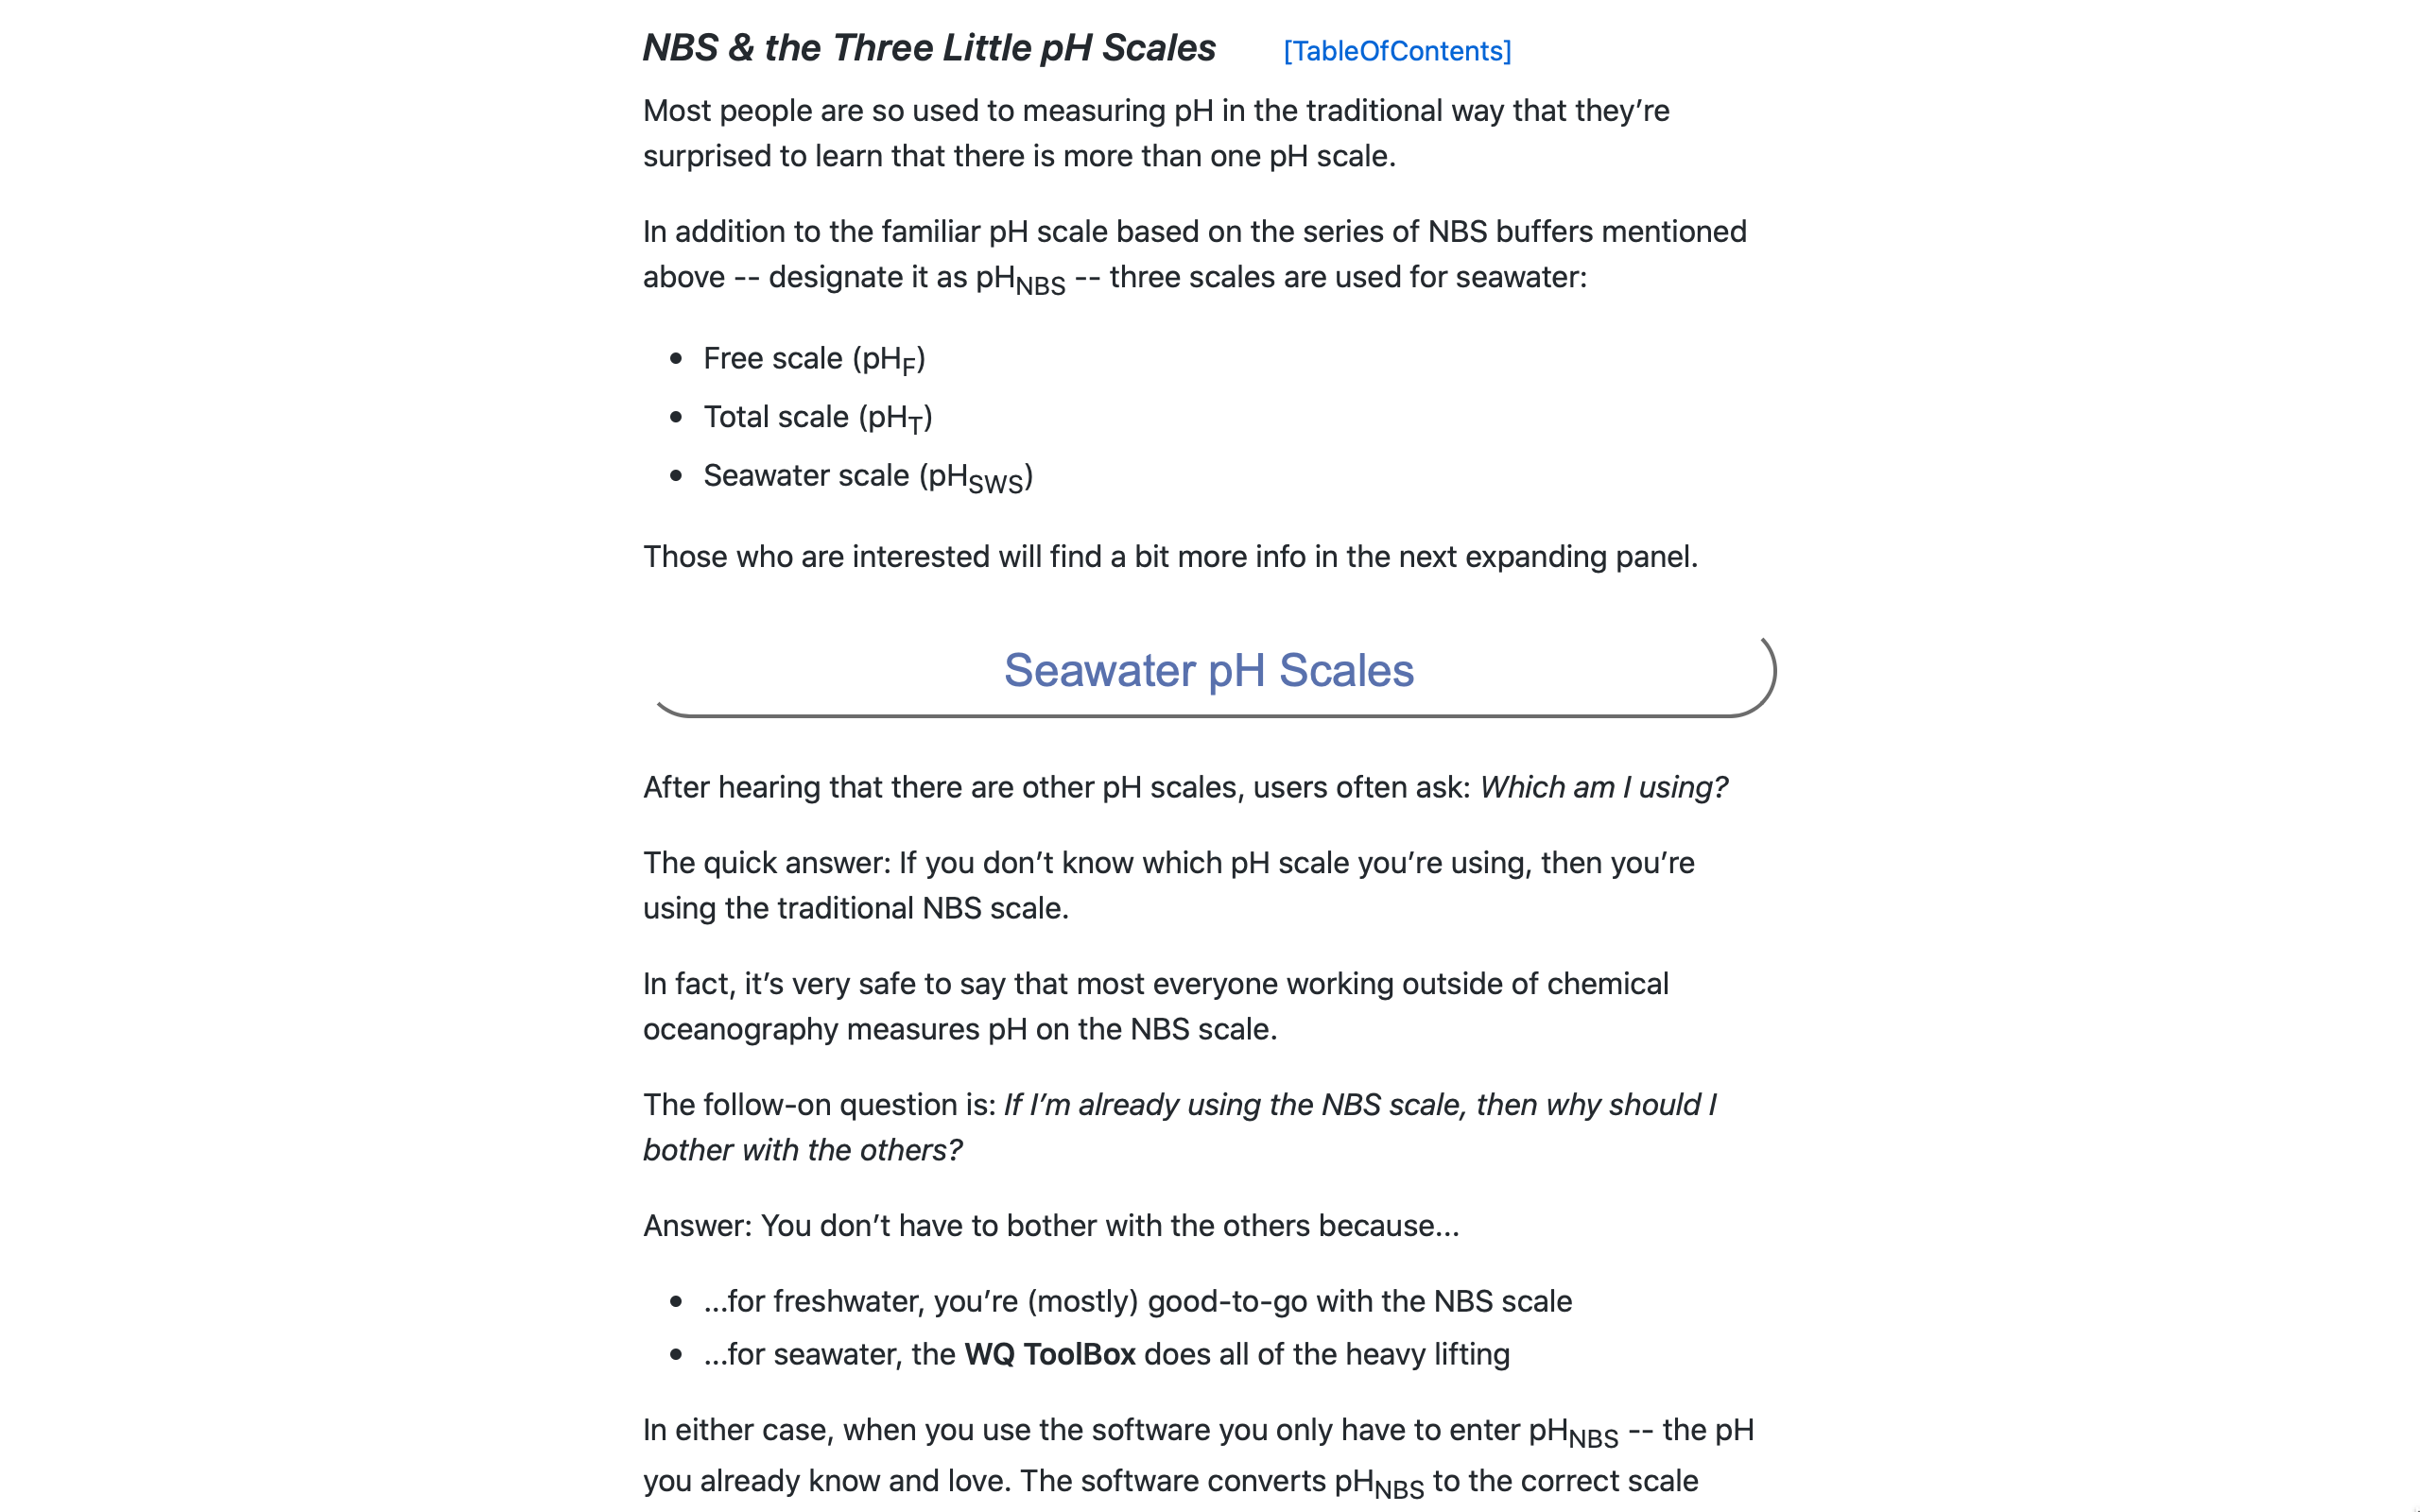 NBS & the Three Little pH Scales [TableOfContents]
Most people are so used to measuring pH in the traditional way that they’re
surprised to learn that there is more than one pH scale.
In addition to the familiar pH scale based on the series of NBS buffers mentioned
above -- designate it as pHNBS -- three scales are used for seawater:
• Free scale (pHF)
• Total scale (pHT)
• Seawater scale (pHSWS)
Those who are interested will find a bit more info in the next expanding panel.
Seawater pH Scales
After hearing that there are other pH scales, users often ask: Which am I using?
The quick answer: If you don’t know which pH scale you’re using, then you’re
using the traditional NBS scale.
In fact, it’s very safe to say that most everyone working outside of chemical
oceanography measures pH on the NBS scale.
The follow-on question is: If I’m already using the NBS scale, then why should I
bother with the others?
Answer: You don’t have to bother with the others because...
• ...for freshwater, you’re (mostly) good-to-go with the NBS scale
• ...for seawater, the WQ ToolBox does all of the heavy lifting
In either case, when you use the software you only have to enter pHNBS -- the pH
you already know and love. The software converts pHNBS to the correct scale